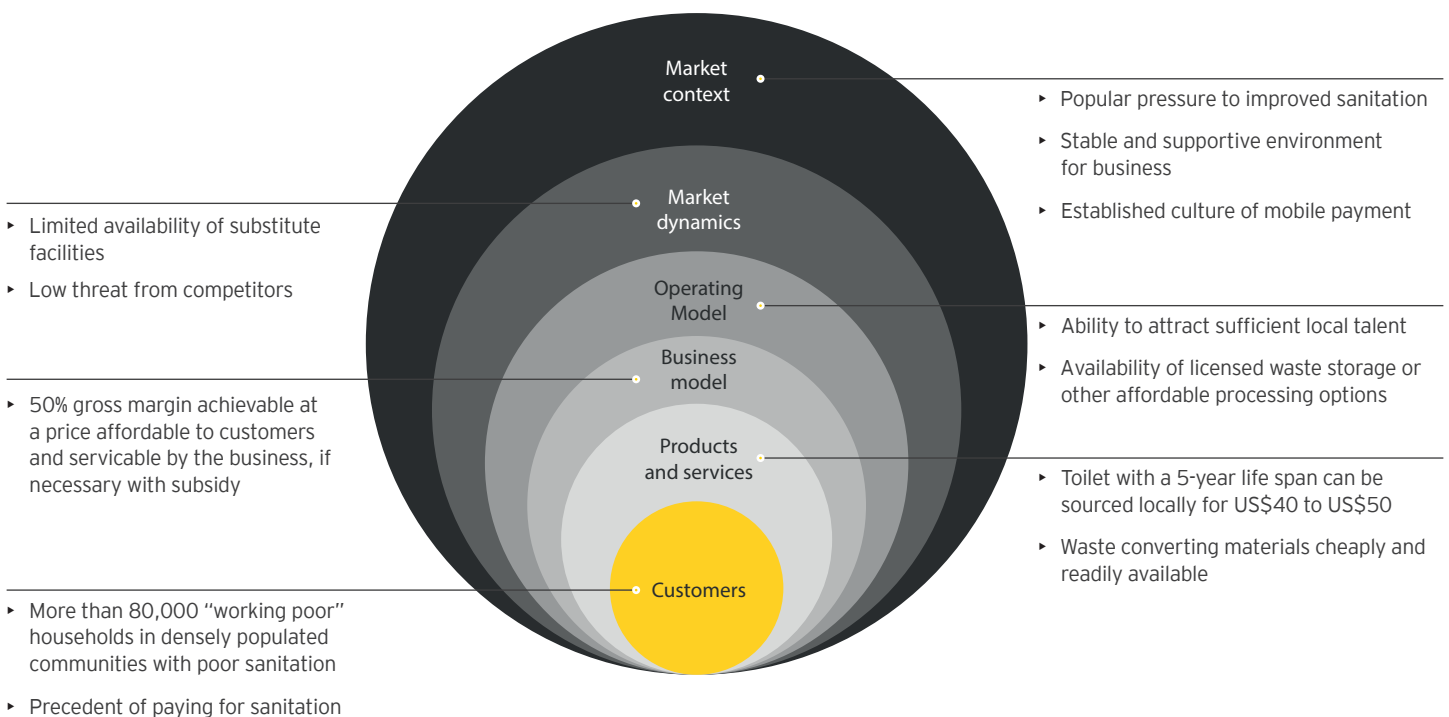 Market
context
▸ Popular pressure to improved sanitation
▸ Stable and supportive environment
for business
▸ Established culture of mobile payment
Market
dynamics
▸ Limited availability of substitute
facilities
▸ Low threat from competitors
Operating
Model
▸ Ability to attract sufficient local talent
▸ Availability of licensed waste storage or
other affordable processing options
Business
model
▸ 50% gross margin achievable at
a price affordable to customers
and servicable by the business, if
necessary with subsidy
Products
and services
▸ Toilet with a 5-year life span can be
sourced locally for US$40 to US$50
▸ Waste converting materials cheaply and
readily available
Customers
▸ More than 80,000 “working poor”
households in densely populated
communities with poor sanitation
▸ Precedent of paying for sanitation